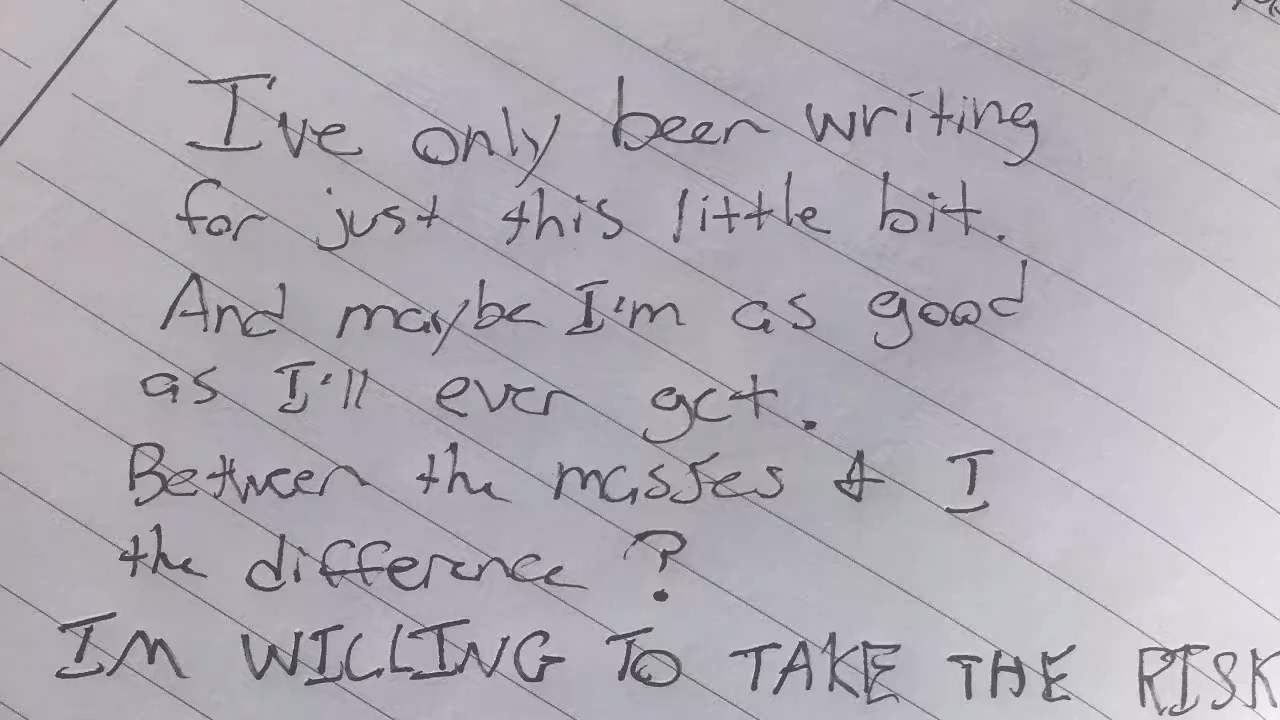 I've only been writing
for just this little bit.
And maybe I'm as good
as I'll ever get.
Between the masses & I
the difference?
IM WILLING TO TAKE THE RISK